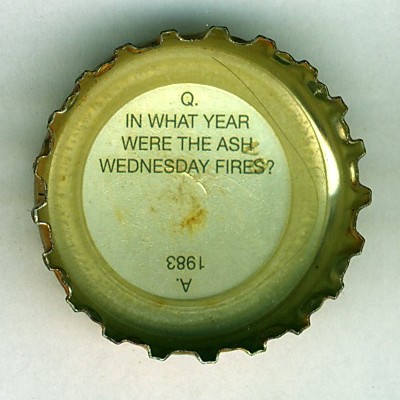 Q.
IN WHAT YEAR
WERE THE ASH
WEDNESDAY FIRES?
A.
1983